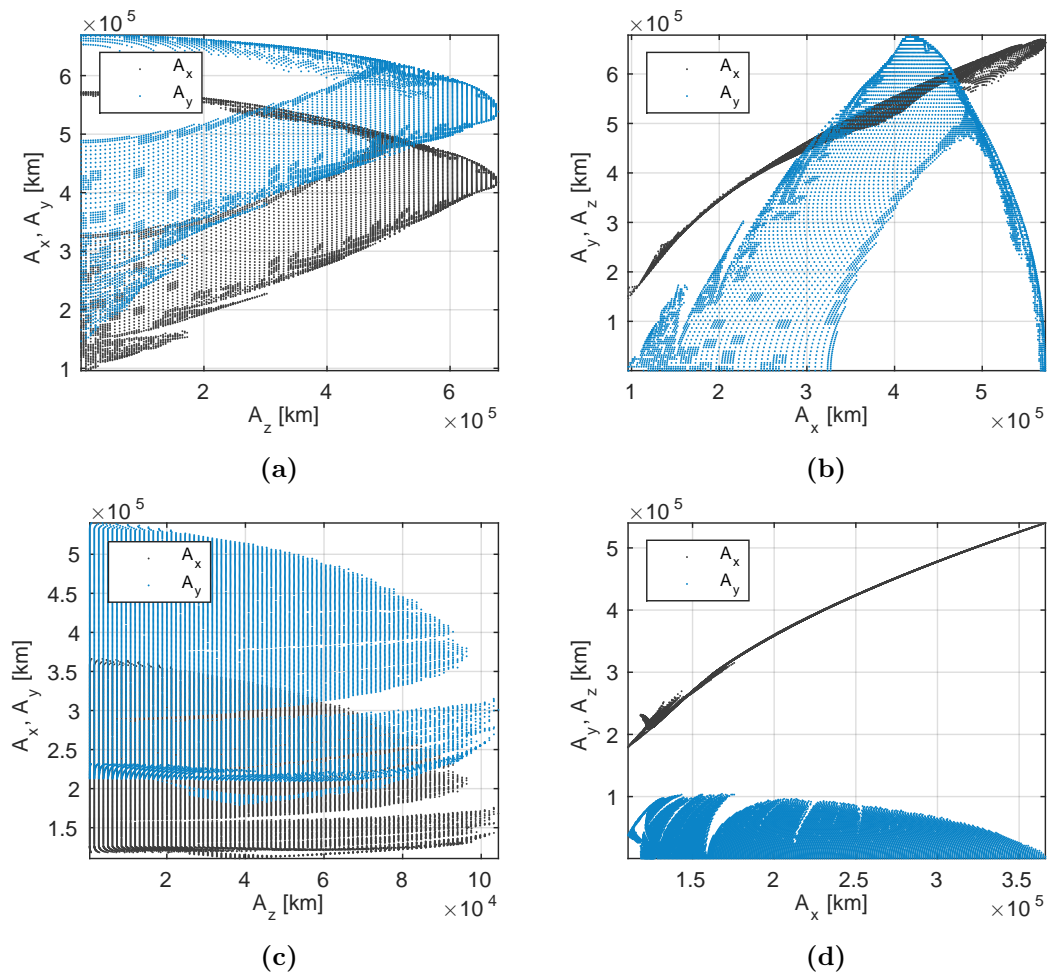 ×10 5
A_x
A_y
6
5
4
3
2
1
A_x, A_y [km]
2
4
6
A_z [km]
×10 5
(a)
×10 5
A_x
A_y
6
5
4
3
2
1
A_y, A_z [km]
1
2
3
4
5
A_x [km]
×10 5
(b)
×10 5
A_x
A_y
5
4.5
4
3.5
3
2.5
2
1.5
A_x, A_y [km]
2
4
6
8
10
A_z [km]
×10 4
(c)
×10 5
A_x
A_y
5
4
3
2
1
A_y, A_z [km]
1.5
2
2.5
3
3.5
A_x [km]
×10 5
(d)